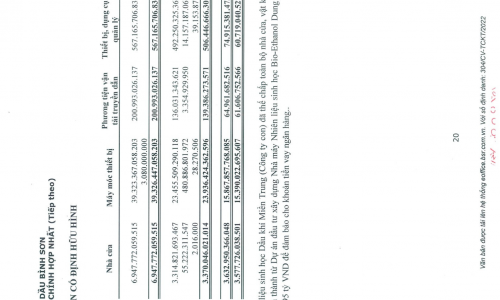 DẦU BÌNH SƠN
CHÍNH HỢP NHẤT (Tiếp theo)
N CỐ ĐỊNH HỮU HÌNH
Nhà cửa Máy móc thiết bị Phương tiện vận tải truyền dẫn Thiết bị, dụng cụ quản lý
6.947.772.059.515 39.323.367.058.203 200.993.026.137 567.165.706.83
3.080.000.000
6.947.772.059.515 39.326.447.058.203 200.993.026.137 567.165.706.83
3.314.821.693.467 23.455.509.290.118 136.031.343.621 492.250.325.36
55.222.311.547 480.886.801.972 3.354.929.950 14.157.187.06
2.016.000 28.270.506 39.153.87
3.370.046.021.014 23.936.424.362.596 139.386.273.571 506.446.666.30
3.632.950.366.048 15.867.857.768.085 64.961.682.516 74.915.381.47
3.577.726.038.501 15.390.022.695.607 61.606.752.566 60.719.040.52
liệu sinh học Dầu khí Miền Trung (Công ty con) đã thế chấp toàn bộ nhà cửa, vật k
h thành từ Dự án đầu tư xây dựng Nhà máy Nhiên liệu sinh học Bio-Ethanol Dung
95 tỷ VND để đảm bảo cho khoản tiền vay ngân hàng..
20
Văn bản được tải lên hệ thống eoffice.bsr.com.vn. Với số định danh: 304/CV-TCKT/2022